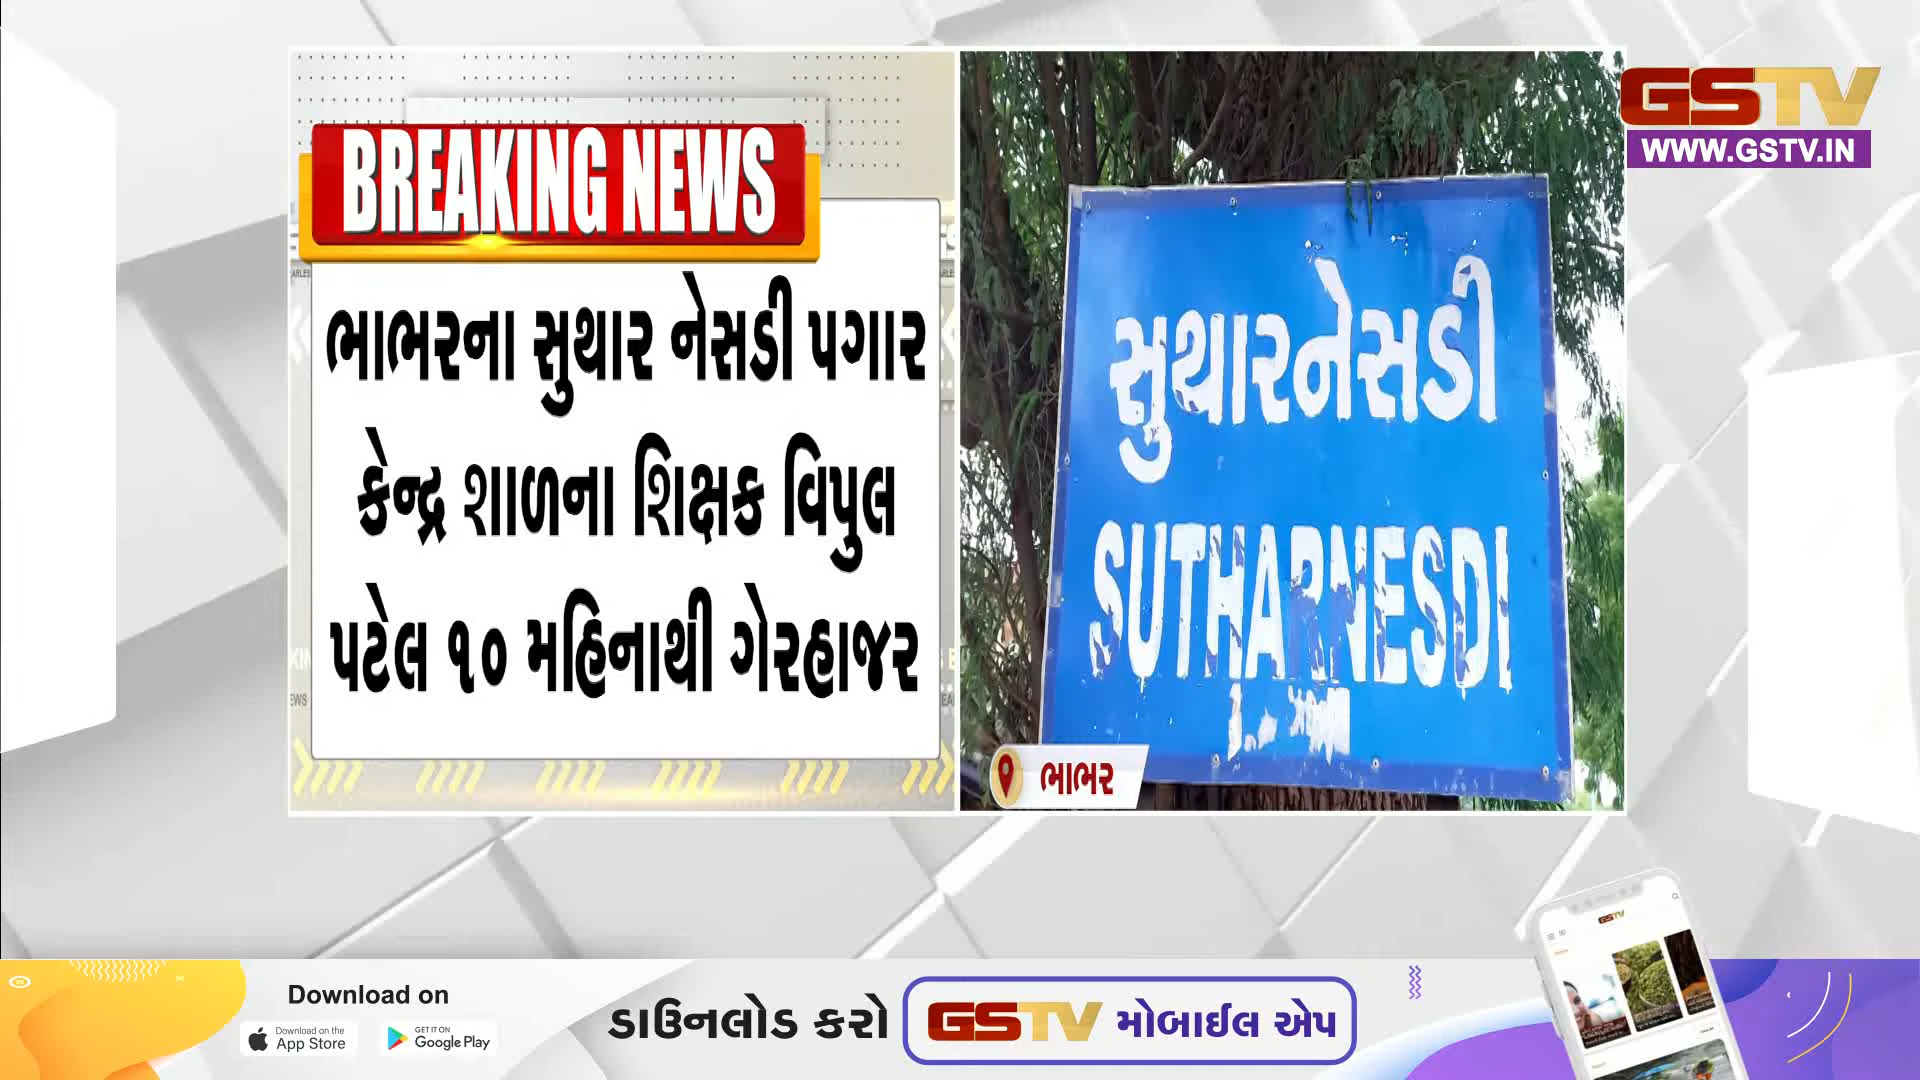 BREAKING NEWS
ભાભરના સુથાર નેસડી પગાર
કેન્દ્ર શાળના શિક્ષક વિપુલ
પટેલ ૧૦ મહિનાથી ગેરહાજર
સુથારનેસડી
SUTHARNESDI
ભાભર
GSTV
WWW.GSTV.IN
Download on
Download on the
App Store
GET IT ON
Google Play
ડાઉનલોડ કરો GSTV મોબાઈલ એપ
GSTV